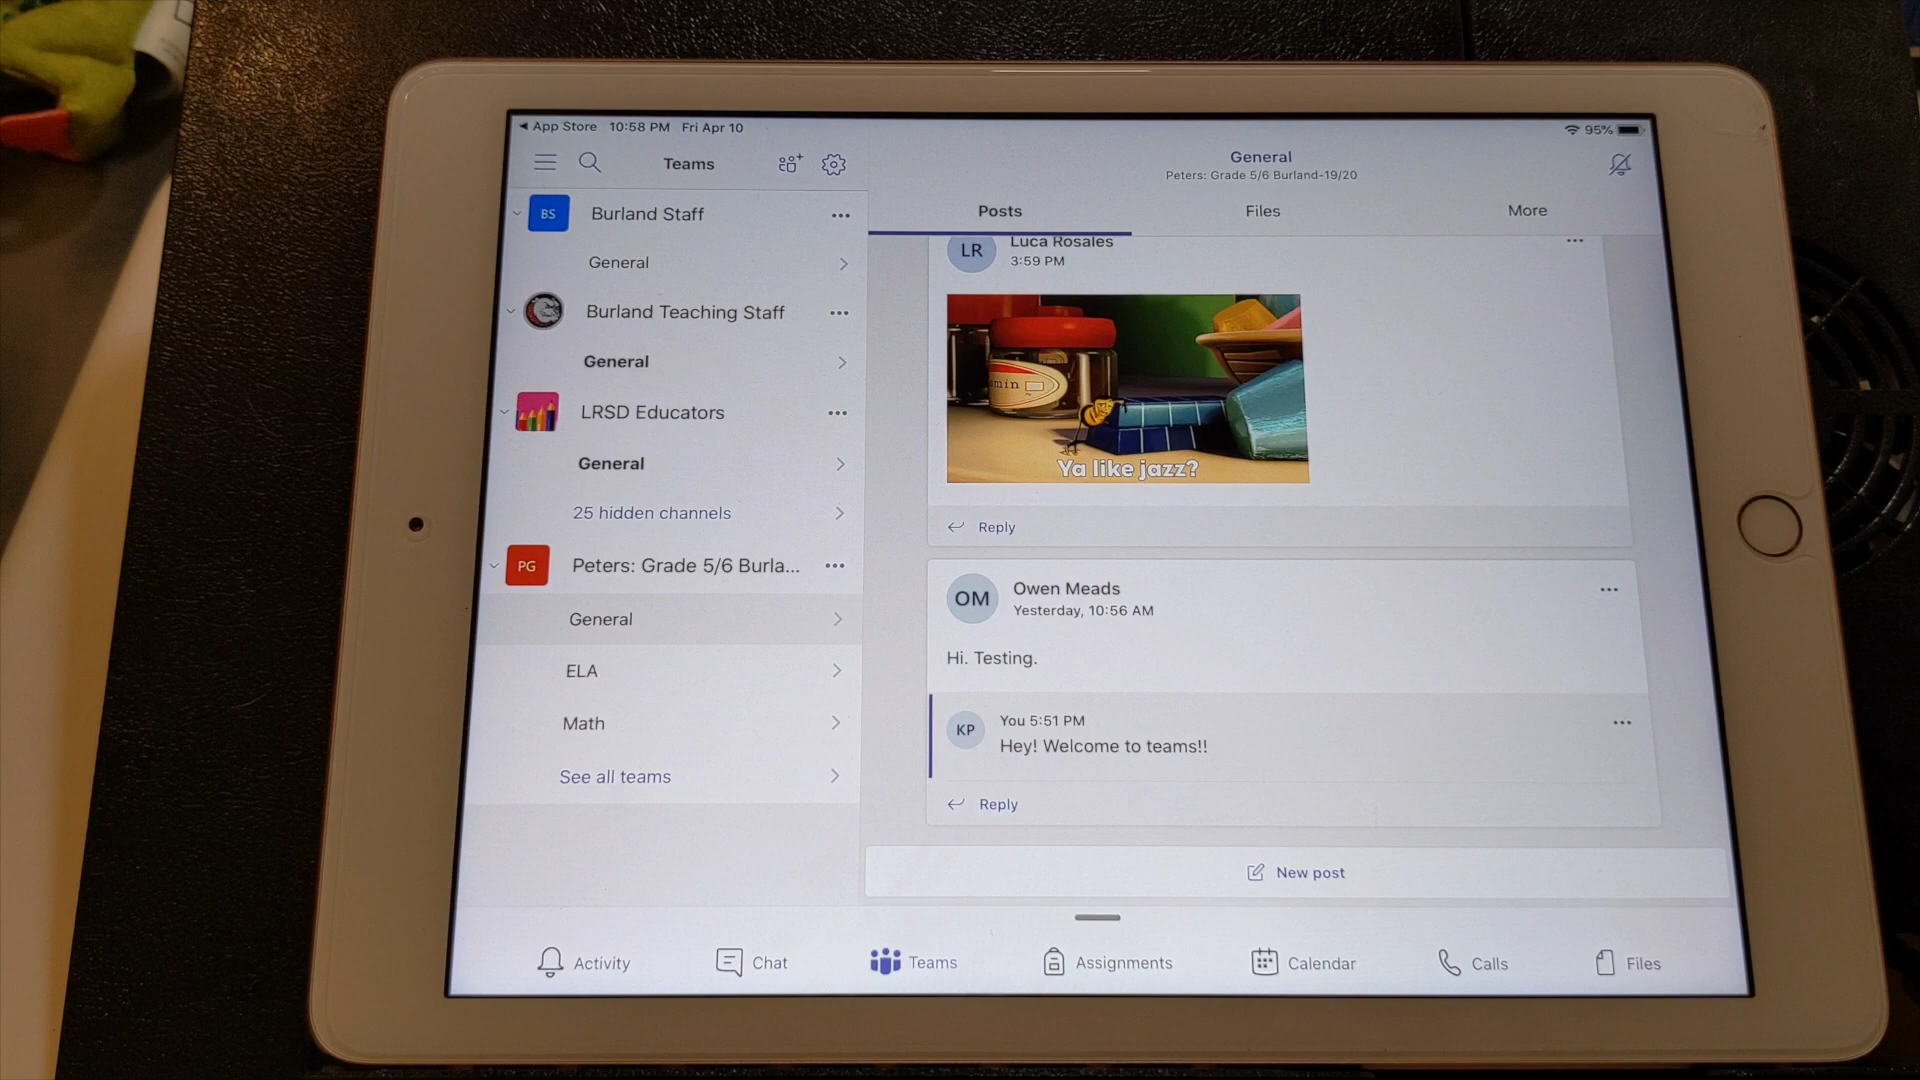 ◄ App Store 10:58 PM Fri Apr 10
95%
Teams
BS Burland Staff
General
Burland Teaching Staff
General
LRSD Educators
General
25 hidden channels
PG Peters: Grade 5/6 Burla...
General
ELA
Math
See all teams
General
Peters: Grade 5/6 Burland-19/20
Posts Files More
LR Luca Rosales
3:59 PM
amin
Ya like jazz?
Reply
OM Owen Meads
Yesterday, 10:56 AM
Hi. Testing.
KP You 5:51 PM
Hey! Welcome to teams!!
Reply
New post
Activity Chat Teams Assignments Calendar Calls Files